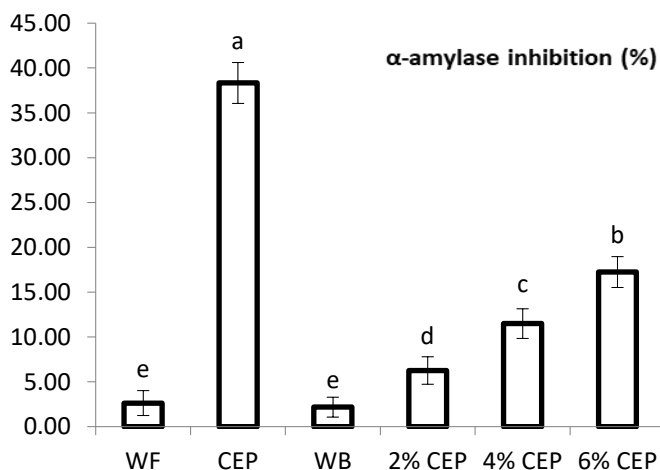 α-amylase inhibition (%)
45.00
40.00
35.00
30.00
25.00
20.00
15.00
10.00
5.00
0.00
e
a
e
d
c
b
WF CEP WB 2% CEP 4% CEP 6% CEP